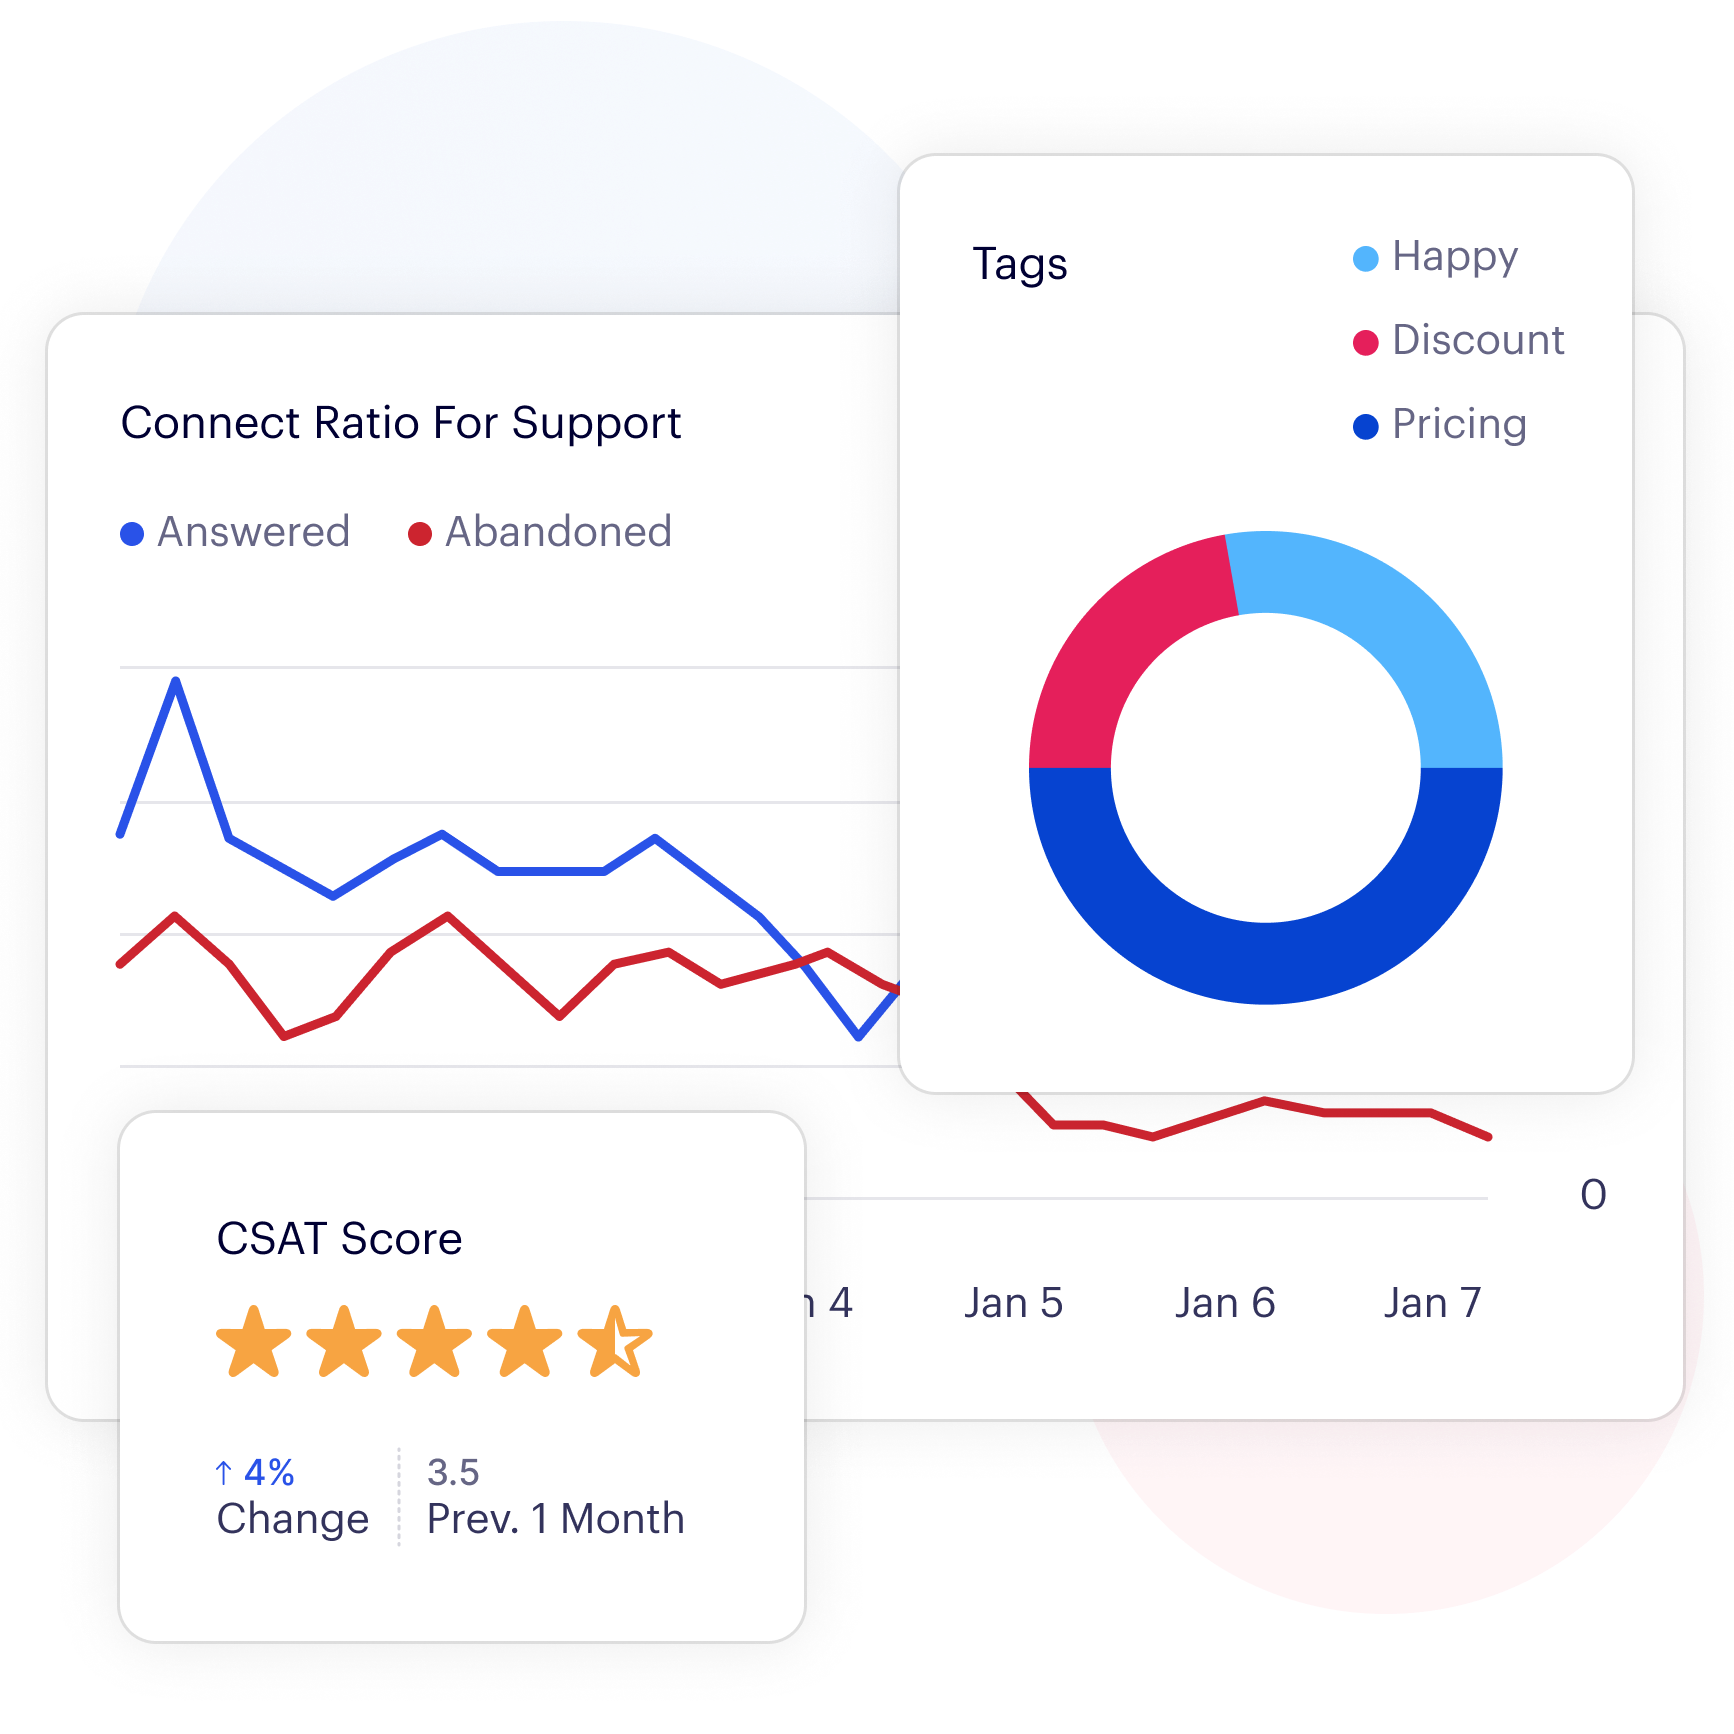 Tags
Happy
Discount
Pricing
Connect Ratio For Support
Answered Abandoned
0
4 Jan 5 Jan 6 Jan 7
CSAT Score
↑ 4% 3.5
Change Prev. 1 Month